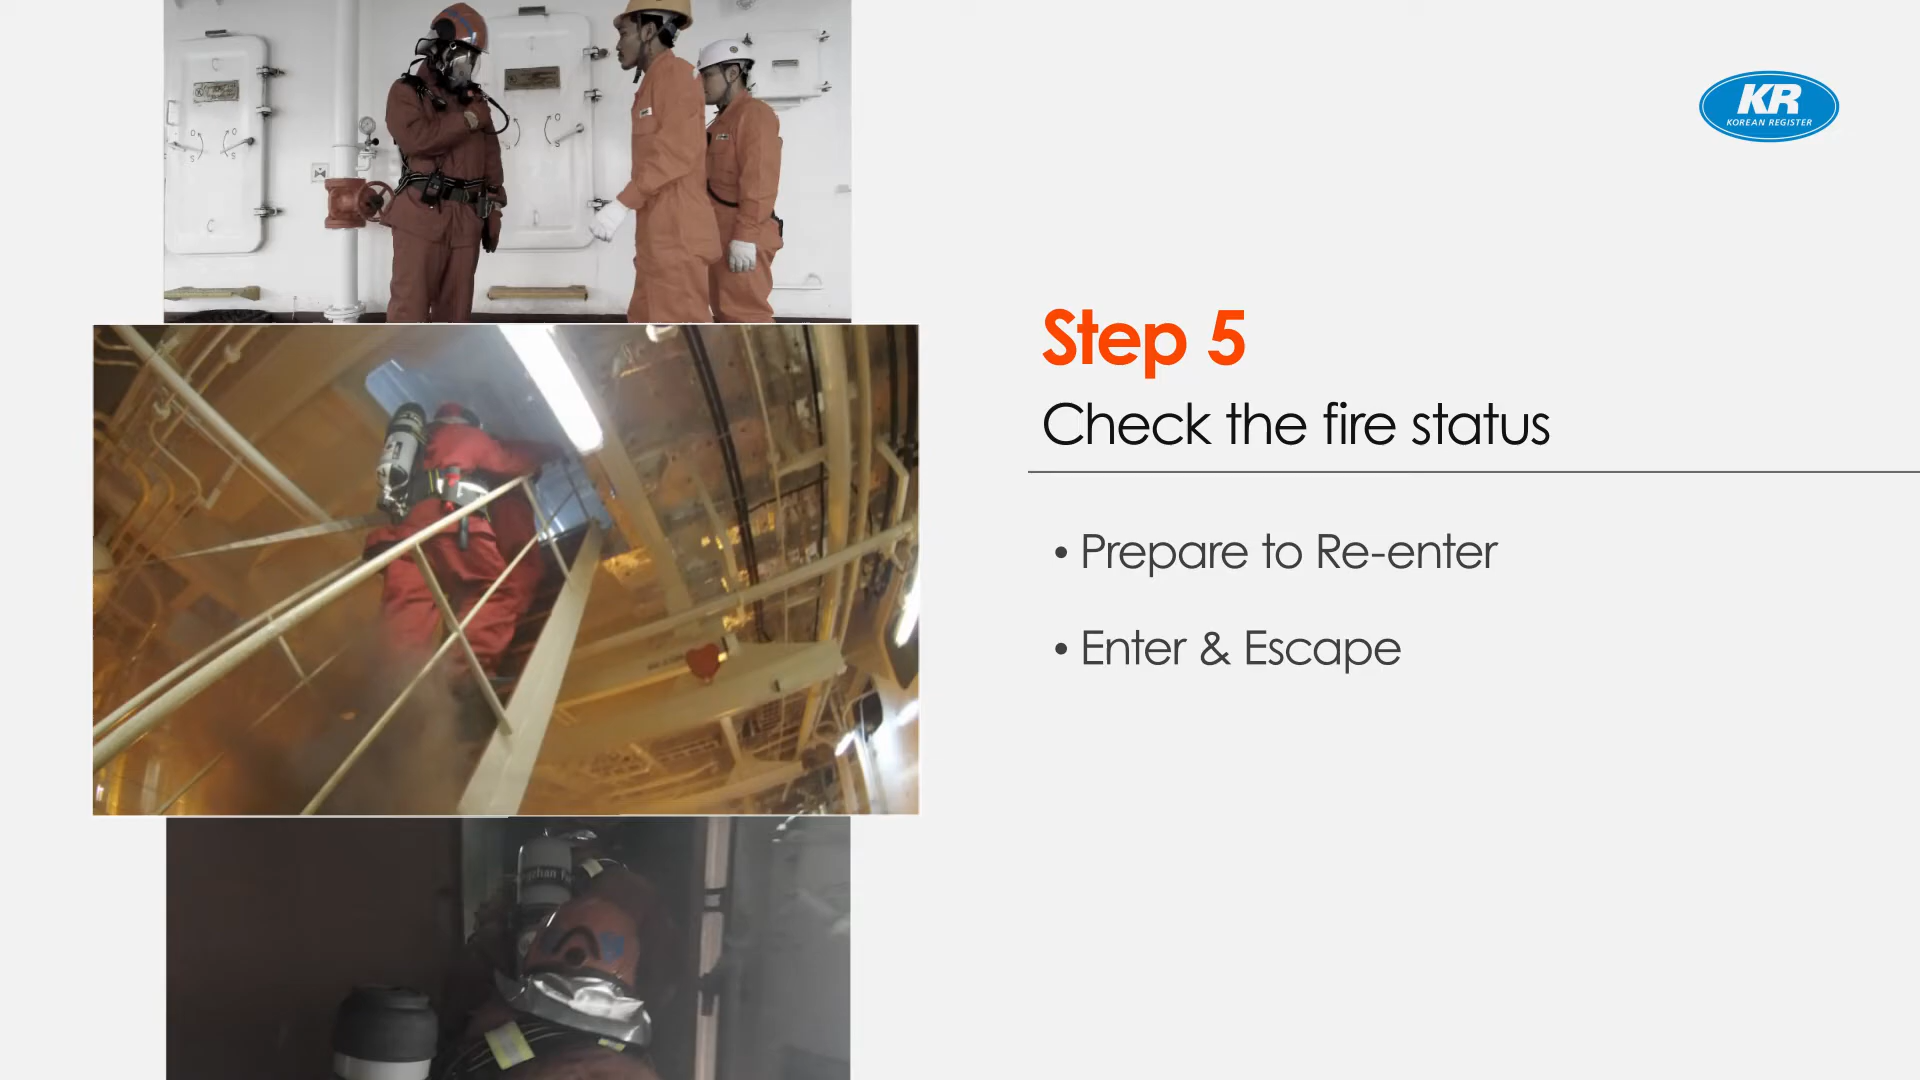 KR
KOREAN REGISTER
Step 5
Check the fire status
• Prepare to Re-enter
• Enter & Escape